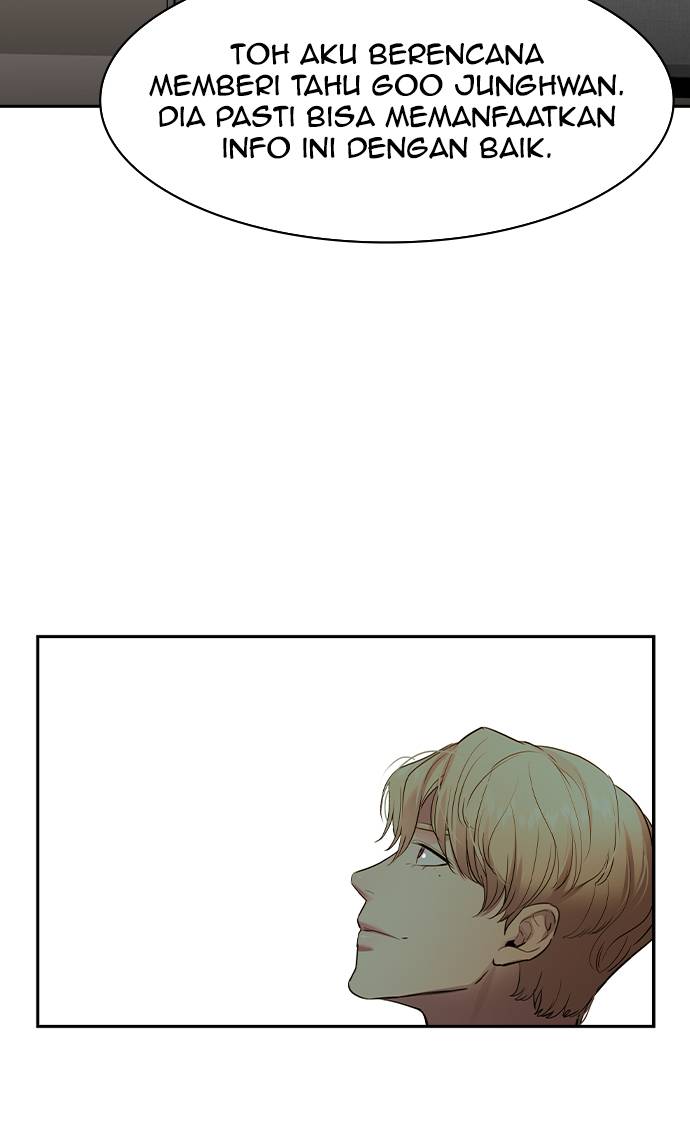 TOH AKU BERENCANA
MEMBERI TAHU GOO JUNGHWAN.
DIA PASTI BISA MEMANFAATKAN
INFO INI DENGAN BAIK.